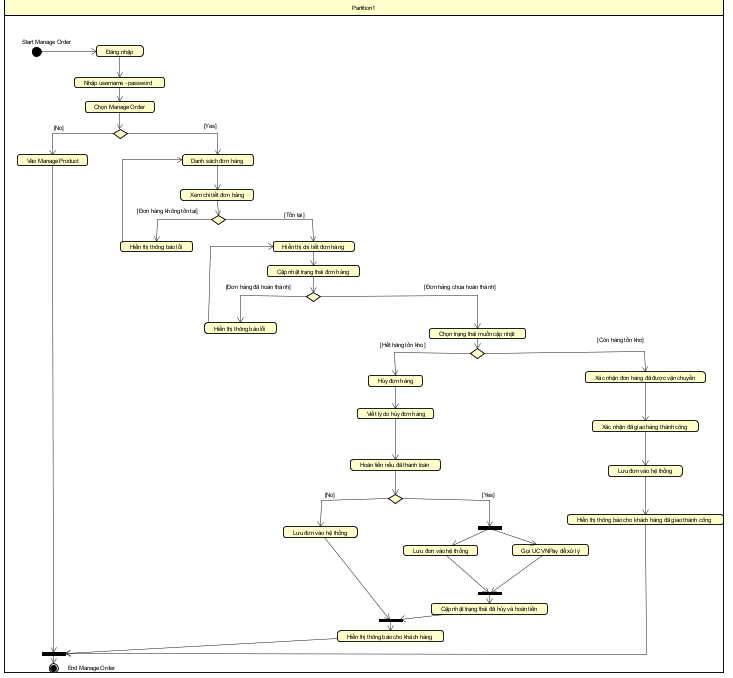 Partition1
Start Manage Order
Đăng nhập
Nhập username - password
Chọn Manage Order
[No]
[Yes]
Vào Manage Product
Danh sách đơn hàng
Xem chi tiết đơn hàng
[Đơn hàng không tồn tại]
[Tồn tại]
Hiển thị thông báo lỗi
Hiển thị chi tiết đơn hàng
Cập nhật trạng thái đơn hàng
[Đơn hàng đã hoàn thành]
[Đơn hàng chưa hoàn thành]
Hiển thị thông báo lỗi
Chọn trạng thái muốn cập nhật
[Hết hàng tồn kho]
[Còn hàng tồn kho]
Hủy đơn hàng
Xác nhận đơn hàng đã được vận chuyển
Viết lý do hủy đơn hàng
Xác nhận đã giao hàng thành công
Hoàn tiền nếu đã thanh toán
Lưu đơn vào hệ thống
[No]
[Yes]
Hiển thị thông báo cho khách hàng đã giao thành công
Lưu đơn vào hệ thống
Lưu đơn vào hệ thống
Gọi UC VNPay để xử lý
Cập nhật trạng thái đã hủy và hoàn tiền
Hiển thị thông báo cho khách hàng
End Manage Order